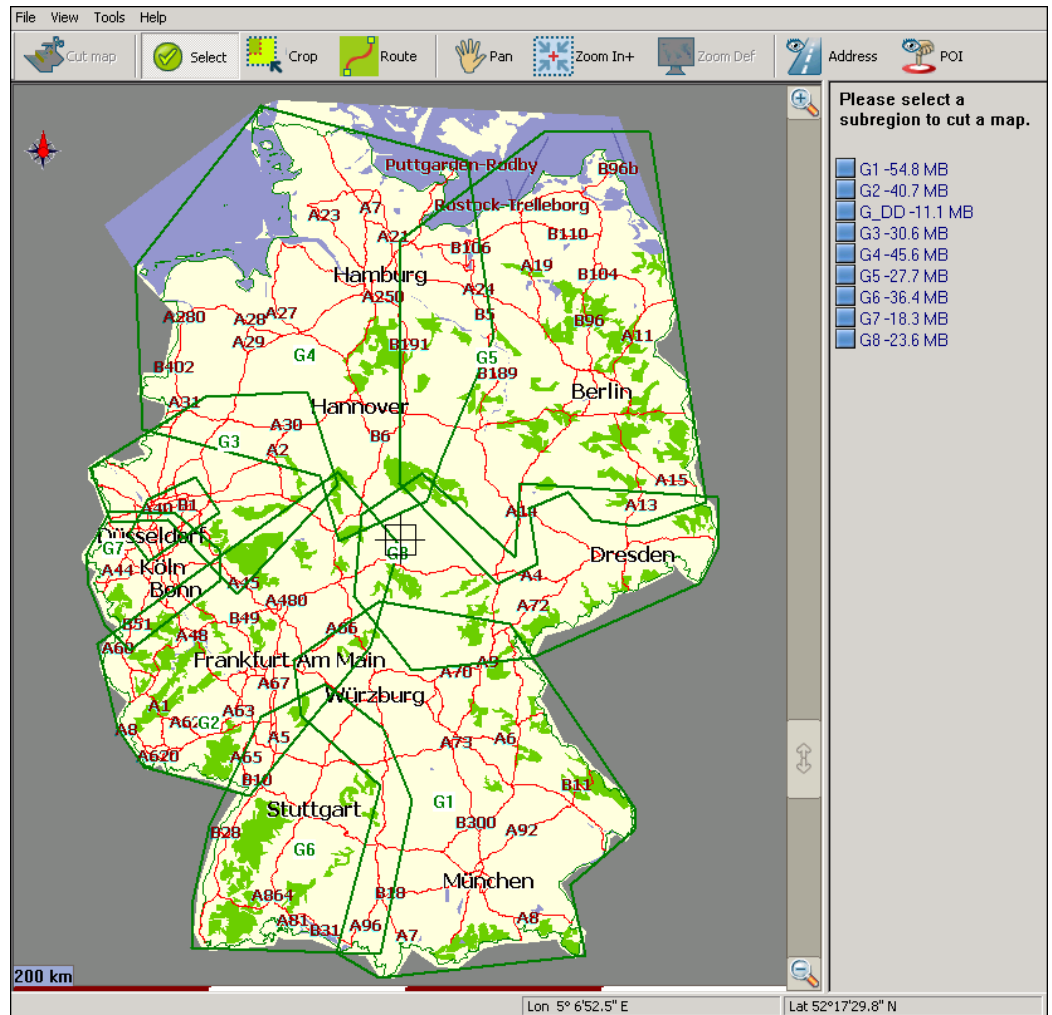 File View Tools Help
Cut map Select Crop Route Pan Zoom In+ Zoom Def Address POI
Please select a
subregion to cut a map.
G1 -54.8 MB
G2 -40.7 MB
G_DD -11.1 MB
G3 -30.6 MB
G4 -45.6 MB
G5 -27.7 MB
G6 -36.4 MB
G7 -18.3 MB
G8 -23.6 MB
Puttgarden-Rodby
B96b
A23 A7
Rostock-Trelleborg
A21
B106
B110
A19
B104
Hamburg
A250
A24
A280 A28 A27
B5
B96
A11
A29
B191
G4
G5
B402
B189
Berlin
A31
Hannover
A30
G3
B6
A2
A15
A40 B1
A14
A13
Düsseldorf
G7
G8
Dresden
A44
Köln
A45
A4
Bonn
A480
A72
B51
B49
A48
A66
A60
Frankfurt Am Main
A9
A70
A67
Würzburg
A1
A63
A62 G2
A8
A5
A73
A6
A620
A65
B10
B11
Stuttgart
G1
B28
B300
A92
G6
München
A864
B18
A81
A96
A8
B31
A7
200 km
Lon 5° 6'52.5" E
Lat 52°17'29.8" N